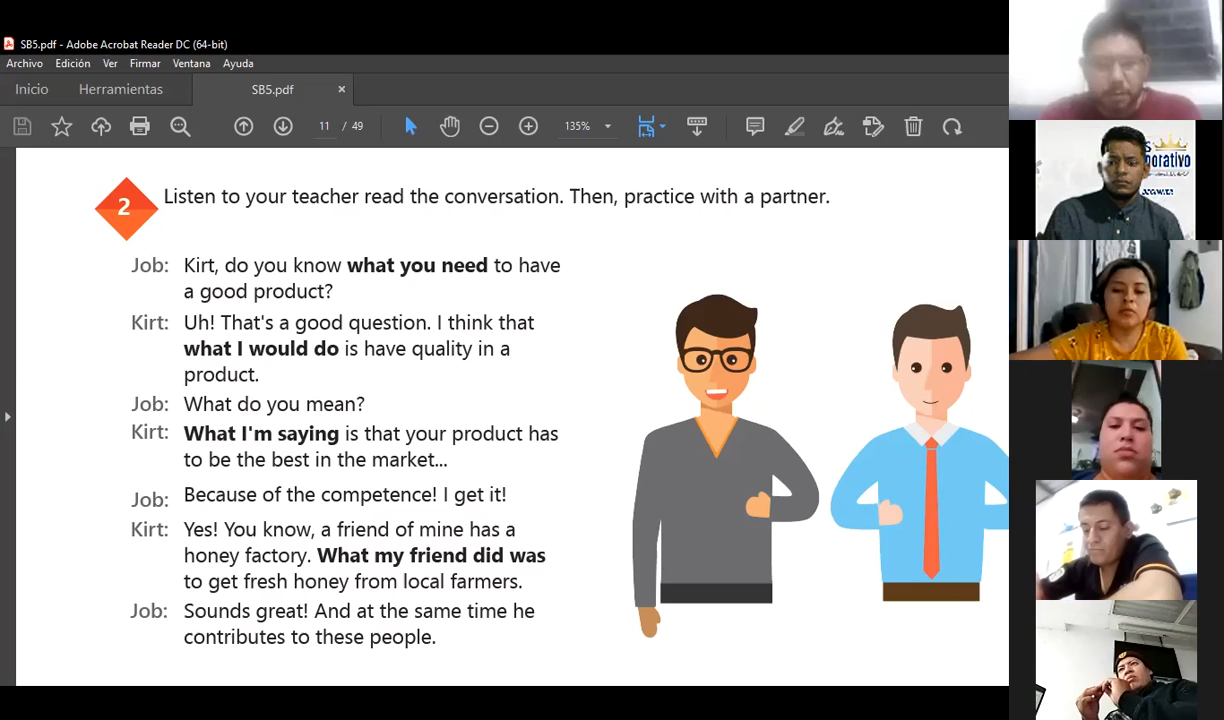 SB5.pdf - Adobe Acrobat Reader DC (64-bit)
Archivo Edición Ver Firmar Ventana Ayuda
Inicio Herramientas SB5.pdf ×
11 / 49 135%
2 Listen to your teacher read the conversation. Then, practice with a partner.
Job: Kirt, do you know what you need to have
a good product?
Kirt: Uh! That's a good question. I think that
what I would do is have quality in a
product.
Job: What do you mean?
Kirt: What I'm saying is that your product has
to be the best in the market...
Job: Because of the competence! I get it!
Kirt: Yes! You know, a friend of mine has a
honey factory. What my friend did was
to get fresh honey from local farmers.
Job: Sounds great! And at the same time he
contributes to these people.